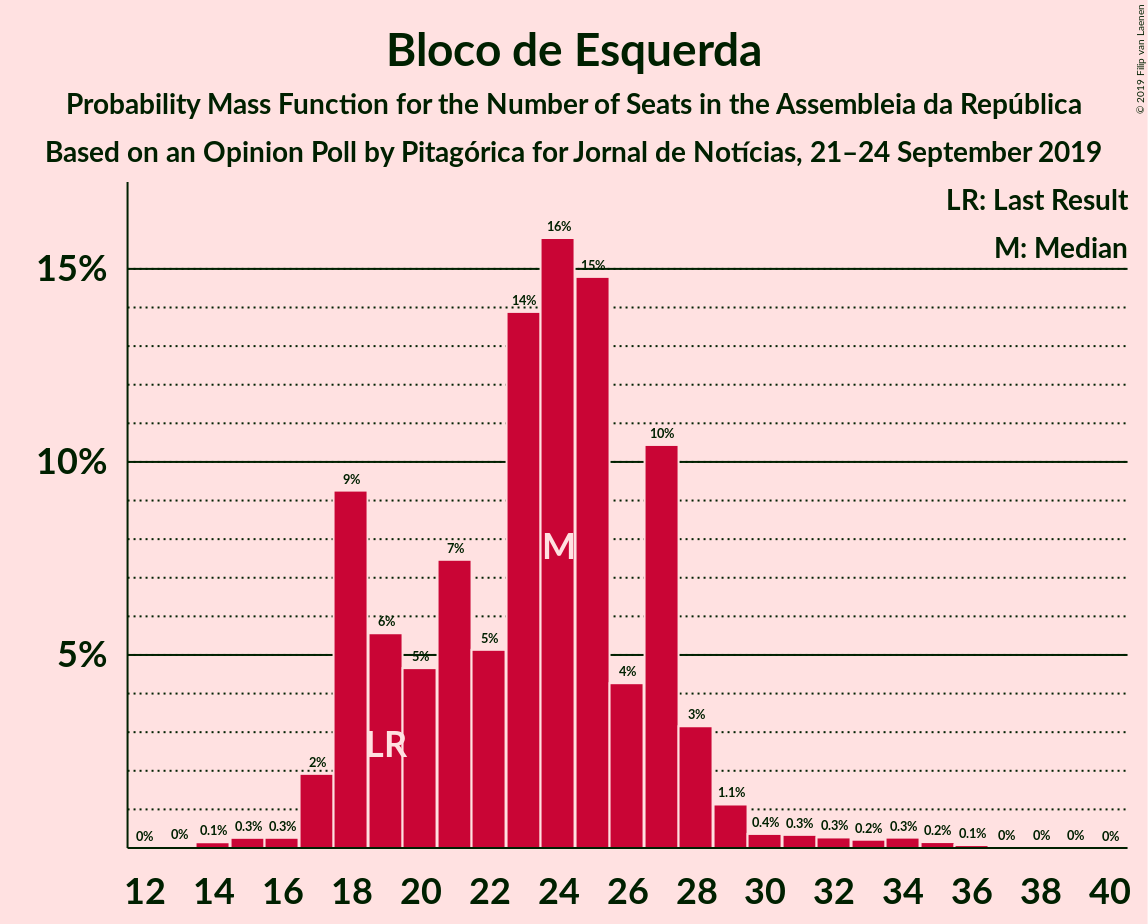 Bloco de Esquerda
Probability Mass Function for the Number of Seats in the Assembleia da República
Based on an Opinion Poll by Pitagórica for Jornal de Notícias, 21–24 September 2019
© 2019 Filip van Laenen
LR: Last Result
M: Median
15%
10%
5%
0% 0% 0.1% 0.3% 0.3% 2% 9% 6% 5% 7% 5% 14% 16% 15% 4% 10% 3% 1.1% 0.4% 0.3% 0.3% 0.2% 0.3% 0.2% 0.1% 0% 0% 0% 0%
M
LR
12 14 16 18 20 22 24 26 28 30 32 34 36 38 40